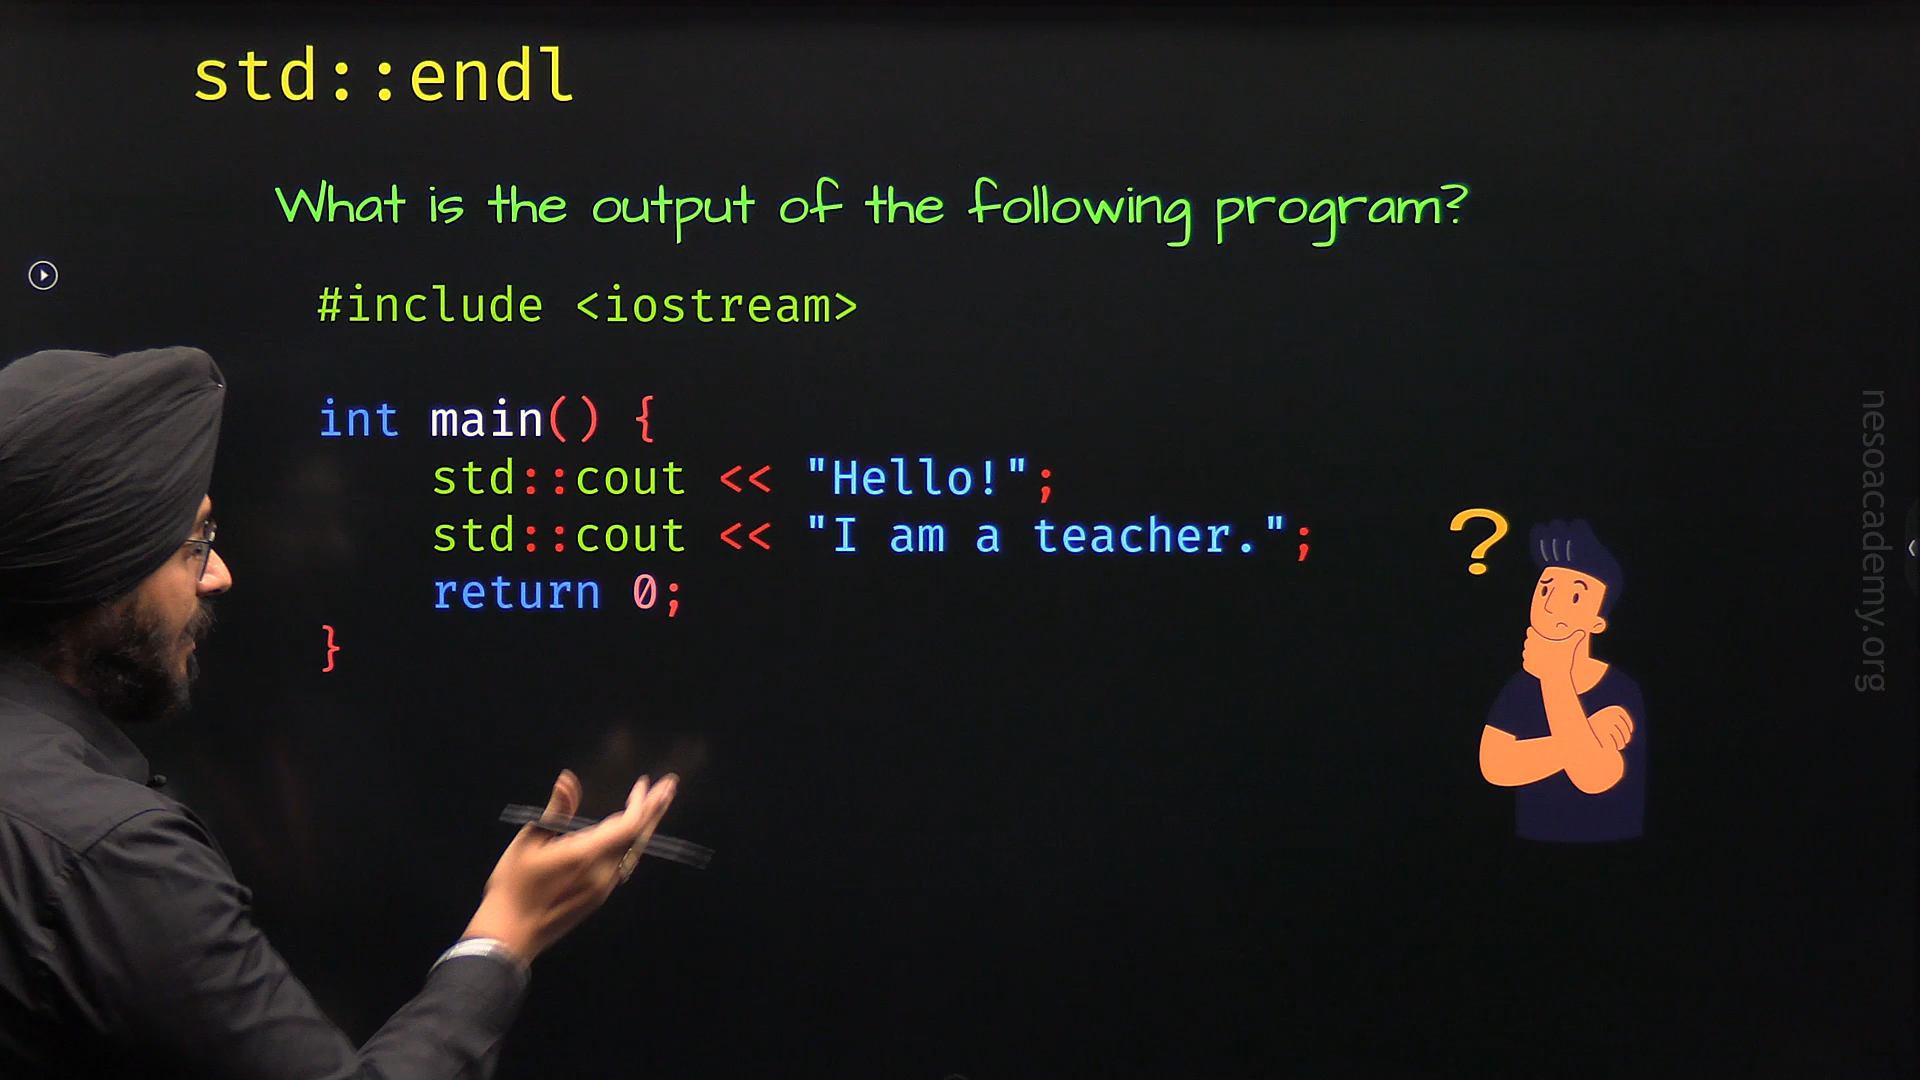 std::endl
What is the output of the following program?
#include <iostream>
int main() {
std::cout << "Hello!";
std::cout << "I am a teacher.";
return 0;
}
?
nesoacademy.org